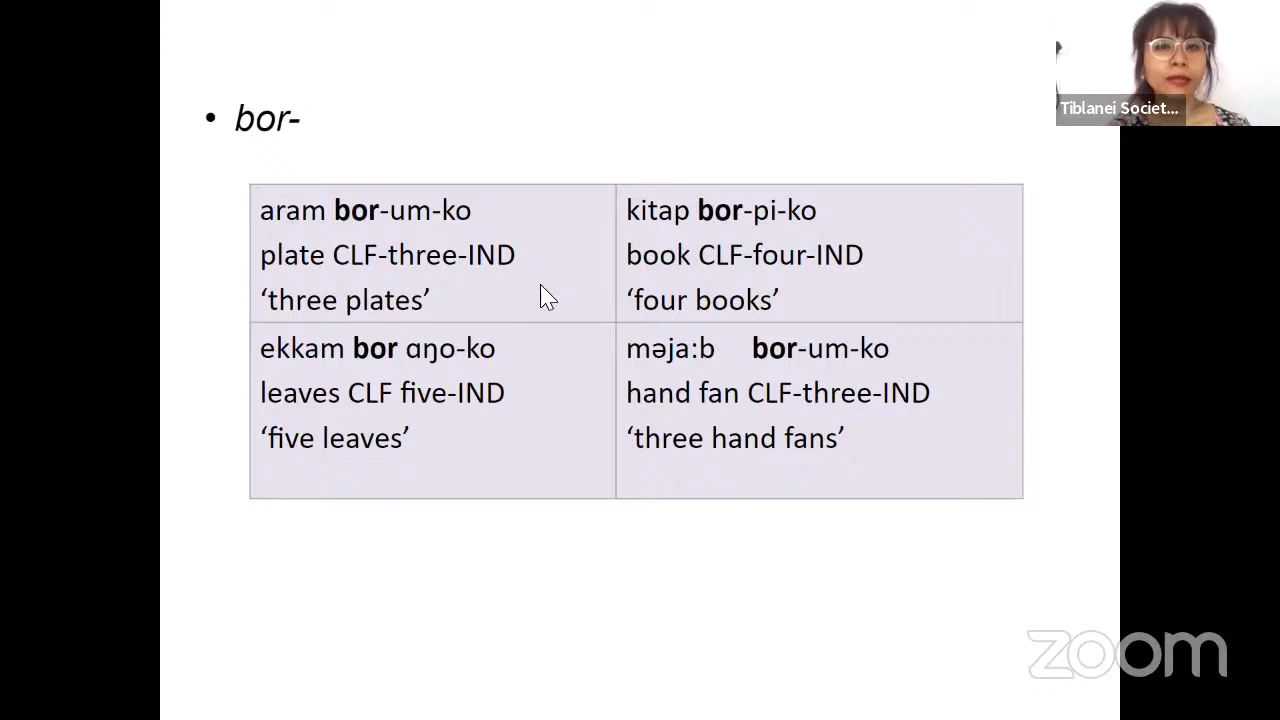 Tiblanei Societ...
• bor-
aram bor-um-ko
plate CLF-three-IND
‘three plates’
kitap bor-pi-ko
book CLF-four-IND
‘four books’
ekkam bor ɑŋo-ko
leaves CLF five-IND
‘five leaves’
məja:b bor-um-ko
hand fan CLF-three-IND
‘three hand fans’
zoom